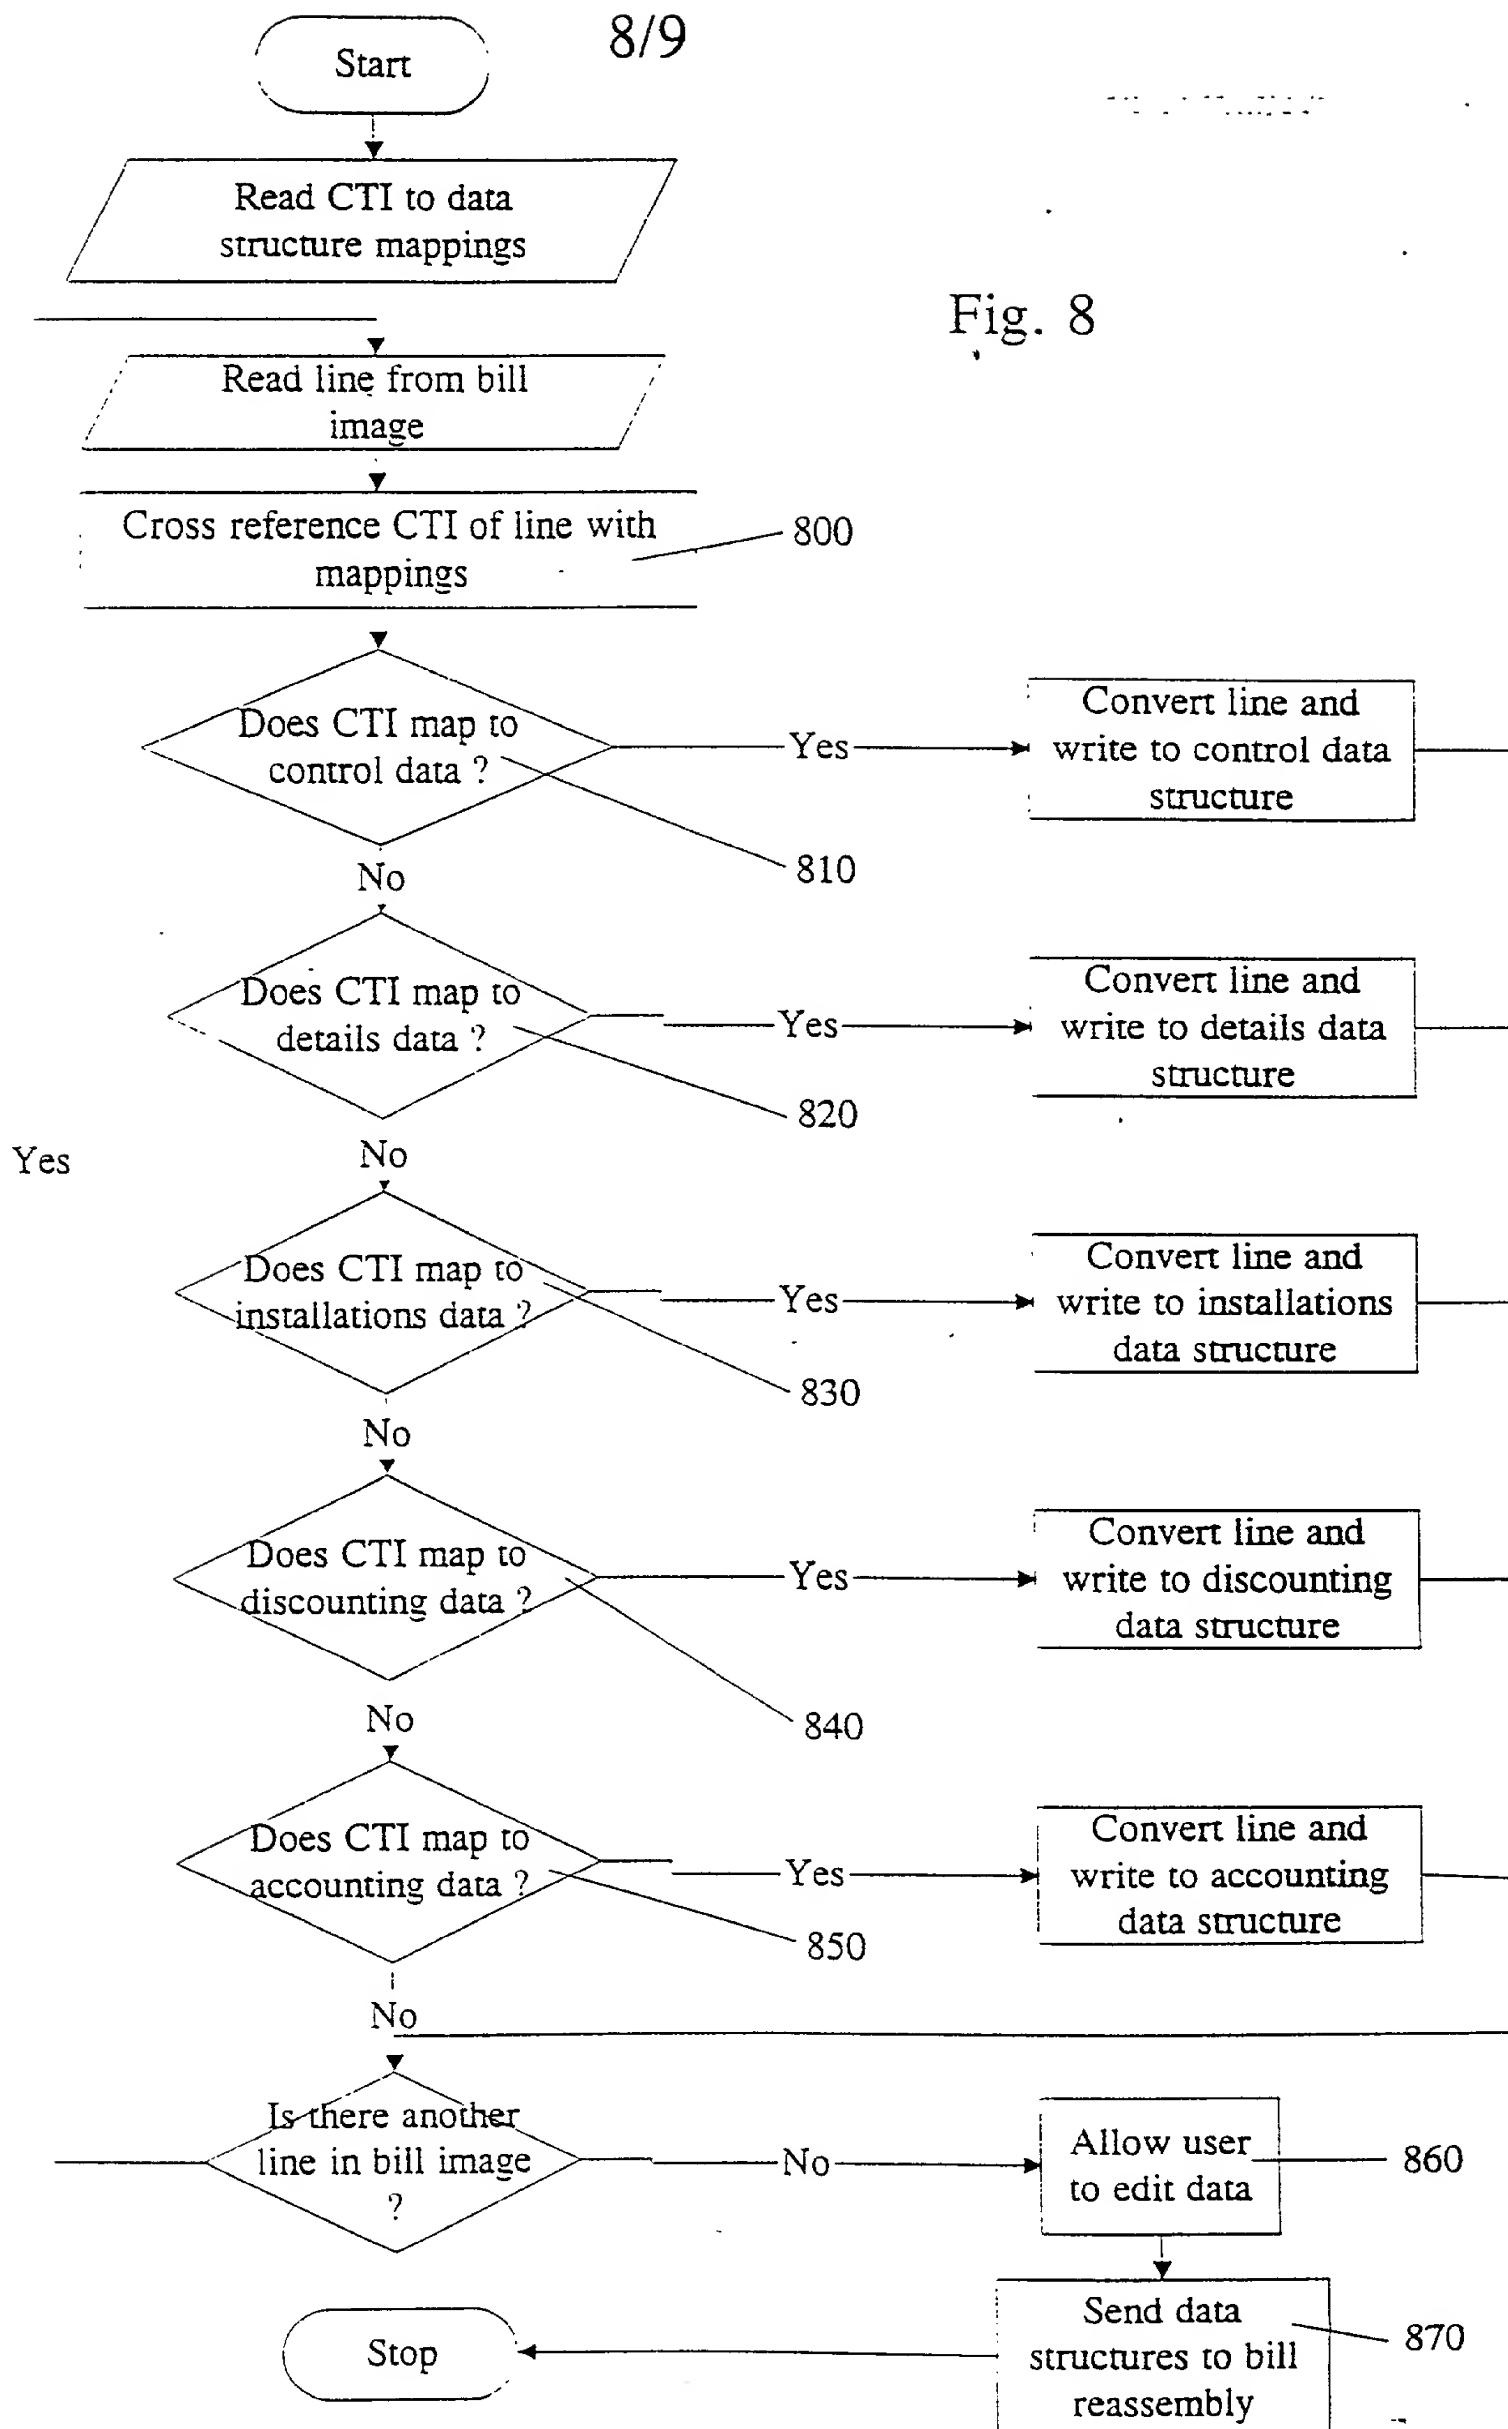 8/9
Start
Read CTI to data
structure mappings
Fig. 8
Read line from bill
image
Cross reference CTI of line with
mappings
800
Does CTI map to
control data ?
Yes
Convert line and
write to control data
structure
810
No
Does CTI map to
details data ?
Yes
Convert line and
write to details data
structure
820
Yes
No
Does CTI map to
installations data ?
Yes
Convert line and
write to installations
data structure
830
No
Does CTI map to
discounting data ?
Yes
Convert line and
write to discounting
data structure
840
No
Does CTI map to
accounting data ?
Yes
Convert line and
write to accounting
data structure
850
No
Is there another
line in bill image
?
No
Allow user
to edit data
860
Send data
structures to bill
reassembly
870
Stop